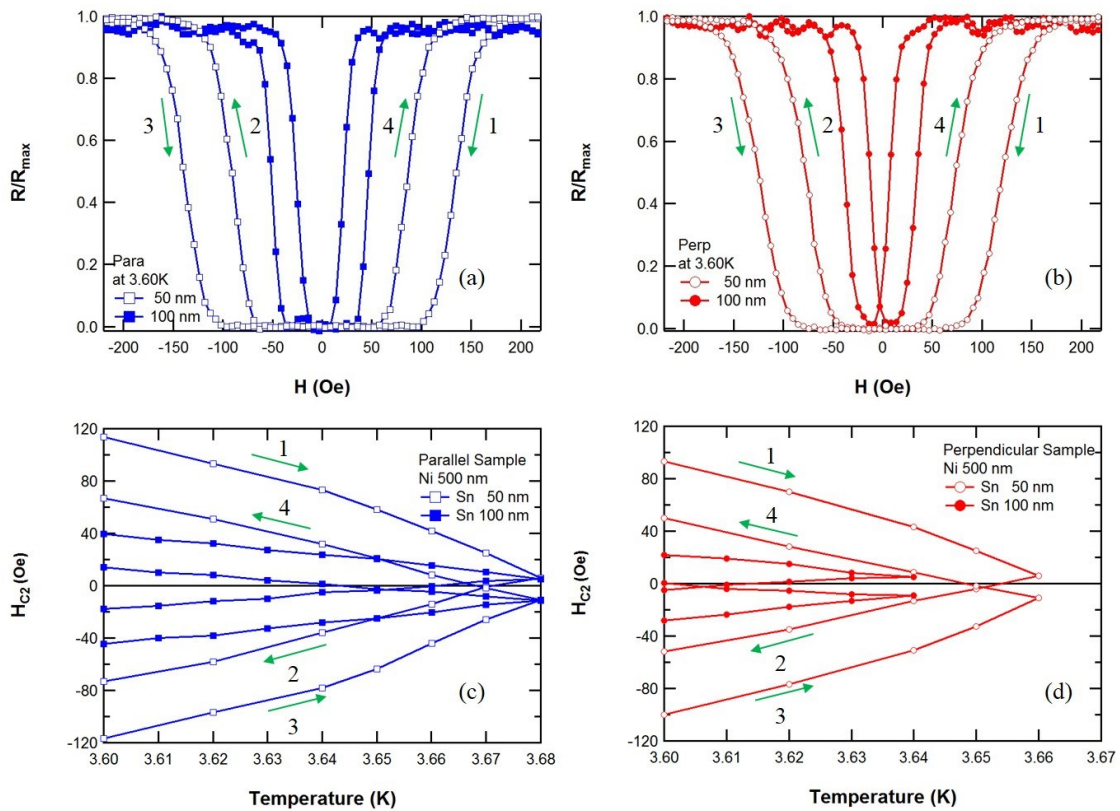 R/Rmax
1.0
0.8
0.6
0.4
0.2
0.0
3
2
4
1
Para
at 3.60K
50 nm
100 nm
(a)
-200 -150 -100 -50 0 50 100 150 200
H (Oe)
R/Rmax
1.0
0.8
0.6
0.4
0.2
0.0
3
2
4
1
Perp
at 3.60K
50 nm
100 nm
(b)
-200 -150 -100 -50 0 50 100 150 200
H (Oe)
HC2 (Oe)
120
80
40
0
-40
-80
-120
1
4
2
3
Parallel Sample
Ni 500 nm
Sn 50 nm
Sn 100 nm
(c)
3.60 3.61 3.62 3.63 3.64 3.65 3.66 3.67 3.68
Temperature (K)
HC2 (Oe)
120
80
40
0
-40
-80
-120
1
4
2
3
Perpendicular Sample
Ni 500 nm
Sn 50 nm
Sn 100 nm
(d)
3.60 3.61 3.62 3.63 3.64 3.65 3.66 3.67
Temperature (K)